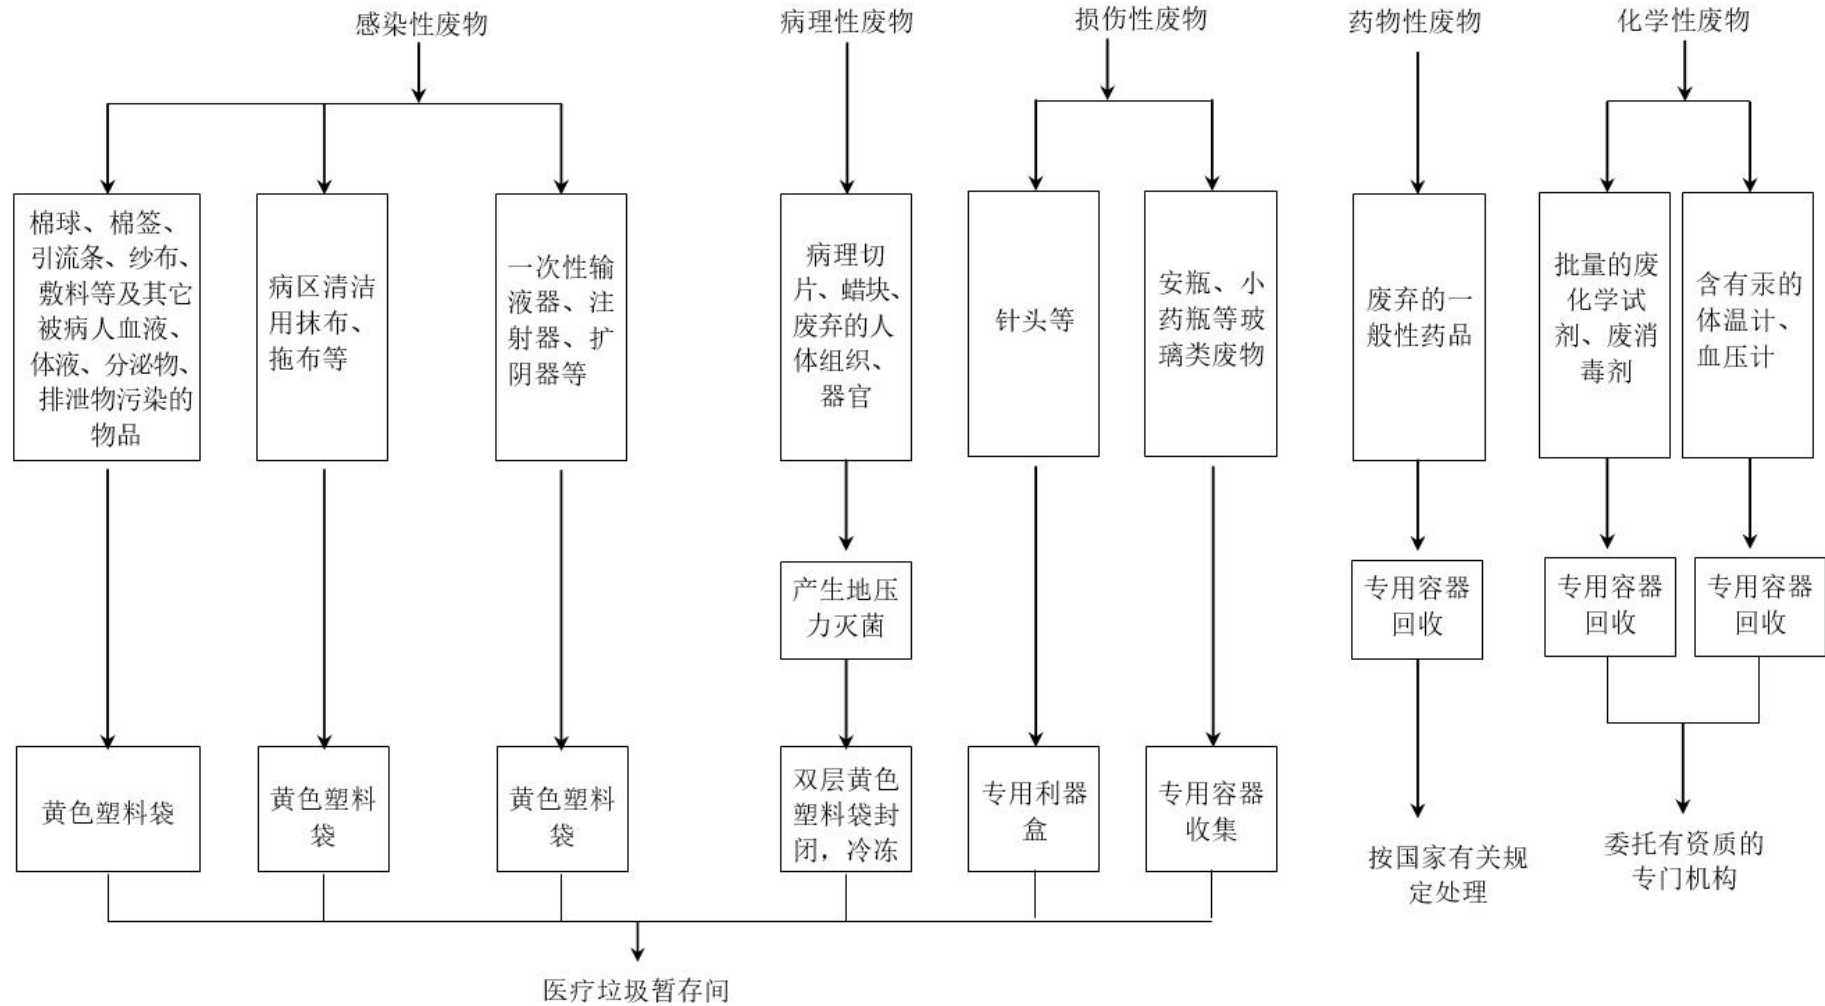 感染性废物
病理性废物
损伤性废物
药物性废物
化学性废物
棉球、棉签、
引流条、纱布、
敷料等及其它
被病人血液、
体液、分泌物、
排泄物污染的
物品
病区清洁
用抹布、
拖布等
一次性输
液器、注
射器、扩
阴器等
病理切
片、蜡块、
废弃的人
体组织、
器官
针头等
安瓶、小
药瓶等玻
璃类废物
废弃的一
般性药品
批量的废
化学试
剂、废消
毒剂
含有汞的
体温计、
血压计
产生地压
力灭菌
专用容器
回收
专用容器
回收
专用容器
回收
黄色塑料袋
黄色塑料
袋
黄色塑料
袋
双层黄色
塑料袋封
闭，冷冻
专用利器
盒
专用容器
收集
按国家有关规
定处理
委托有资质的
专门机构
医疗垃圾暂存间